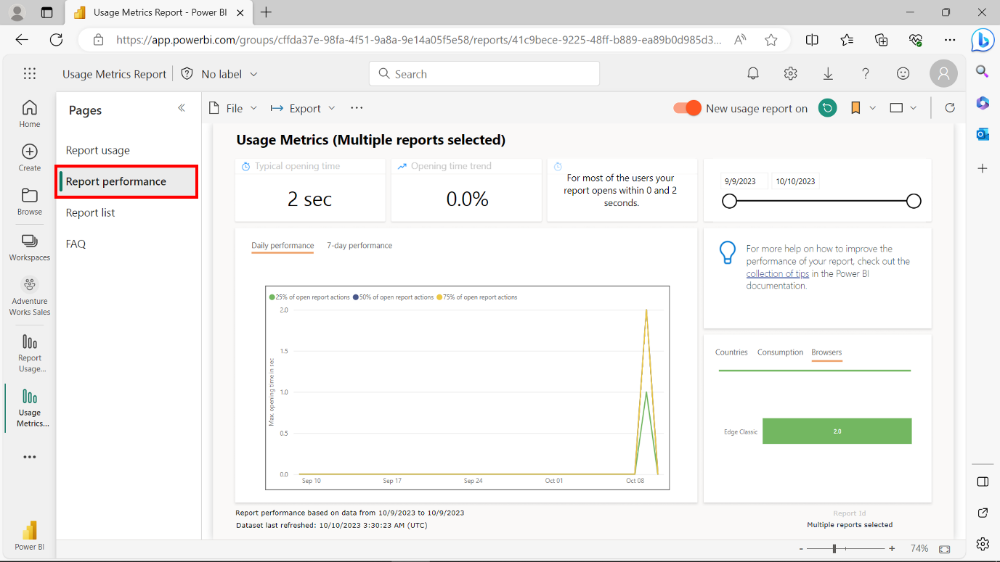 Usage Metrics Report - Power BI
https://app.powerbi.com/groups/cffda37e-98fa-4f51-9a8a-9e14a05f5e58/reports/41c9bece-9225-48ff-b889-ea89b0d985d3...
Usage Metrics Report
No label
Search
Home
Create
Browse
Workspaces
Adventure
Works Sales
Report
Usage...
Usage
Metrics...
Power BI
Pages
Report usage
Report performance
Report list
FAQ
File
Export
New usage report on
Usage Metrics (Multiple reports selected)
Typical opening time
2 sec
Opening time trend
0.0%
For most of the users your
report opens within 0 and 2
seconds.
9/9/2023
10/10/2023
Daily performance
7-day performance
25% of open report actions
50% of open report actions
75% of open report actions
Max. opening time in sec
2.0
1.5
1.0
0.5
0.0
Sep 10
Sep 17
Sep 24
Oct 01
Oct 08
For more help on how to improve the
performance of your report, check out the
collection of tips in the Power BI
documentation.
Countries
Consumption
Browsers
Edge Classic
2.0
Report performance based on data from 10/9/2023 to 10/9/2023
Dataset last refreshed: 10/10/2023 3:30:23 AM (UTC)
Report Id
Multiple reports selected
- +
74%